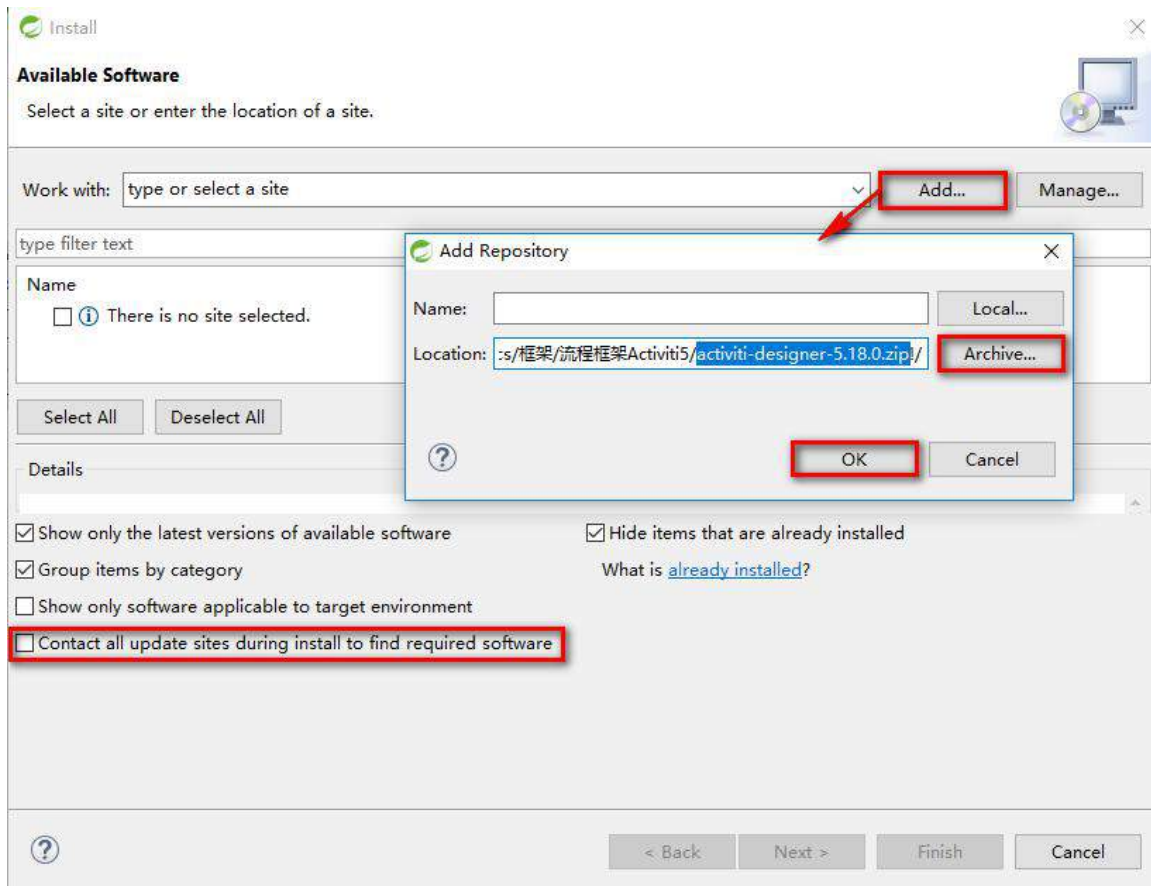 Install
Available Software
Select a site or enter the location of a site.
Work with: type or select a site Add... Manage...
type filter text
Name
There is no site selected.
Add Repository
Name: Local...
Location: :s/框架/流程框架Activiti5/activiti-designer-5.18.0.zip!/ Archive...
OK Cancel
Select All Deselect All
Details
Show only the latest versions of available software Hide items that are already installed
Group items by category What is already installed?
Show only software applicable to target environment
Contact all update sites during install to find required software
< Back Next > Finish Cancel